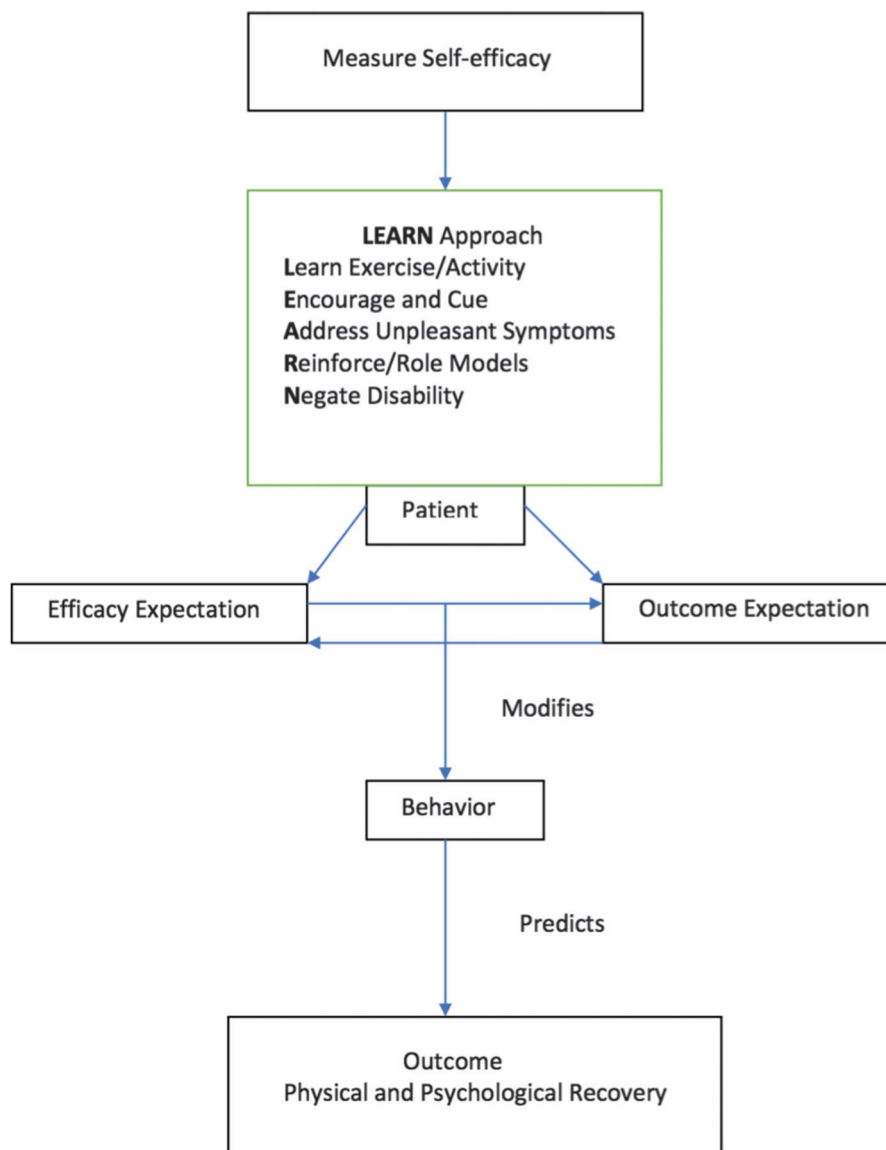 Measure Self-efficacy
LEARN Approach
Learn Exercise/Activity
Encourage and Cue
Address Unpleasant Symptoms
Reinforce/Role Models
Negate Disability
Patient
Efficacy Expectation
Outcome Expectation
Modifies
Behavior
Predicts
Outcome
Physical and Psychological Recovery